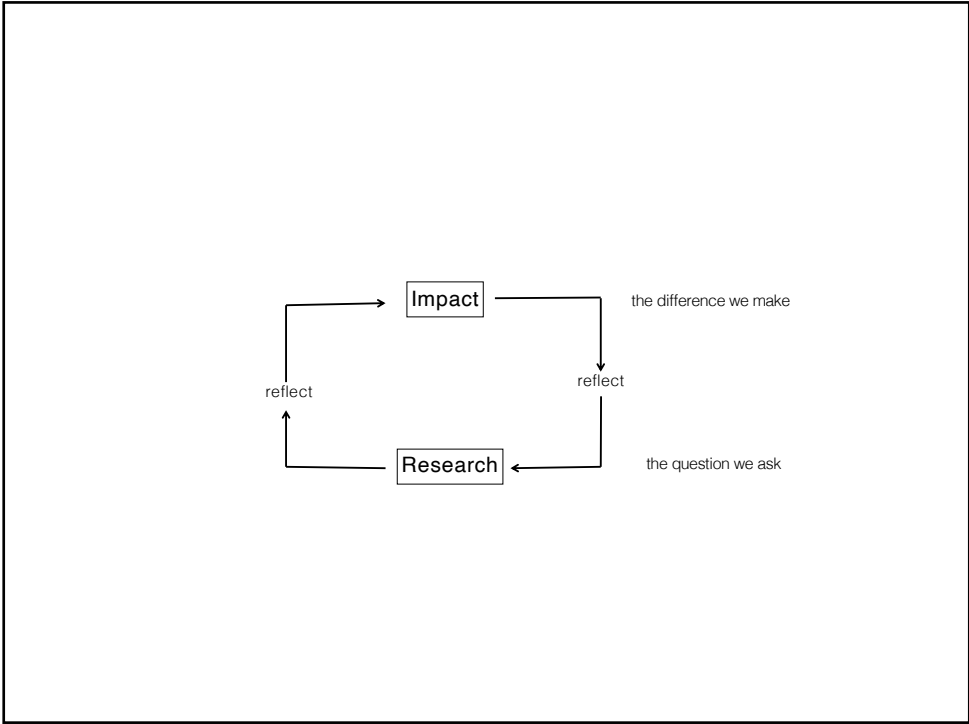 Impact
the difference we make
reflect
reflect
Research
the question we ask